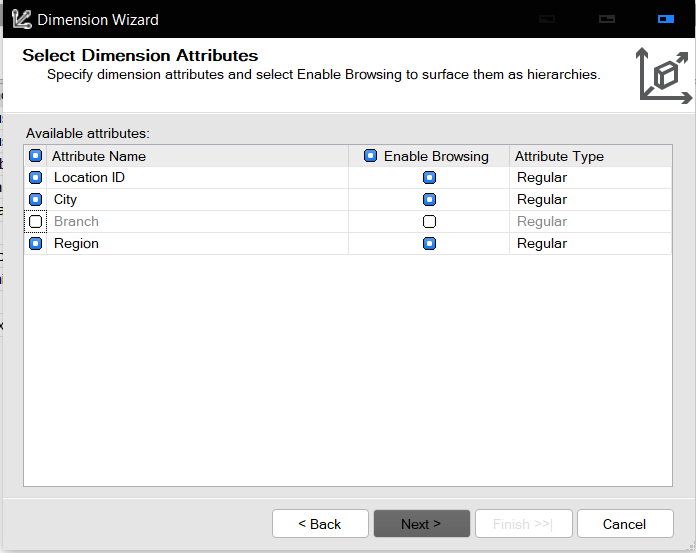 Dimension Wizard
Select Dimension Attributes
Specify dimension attributes and select Enable Browsing to surface them as hierarchies.
Available attributes:
Attribute Name Enable Browsing Attribute Type
Location ID Regular
City Regular
Branch Regular
Region Regular
< Back Next > Finish >>| Cancel